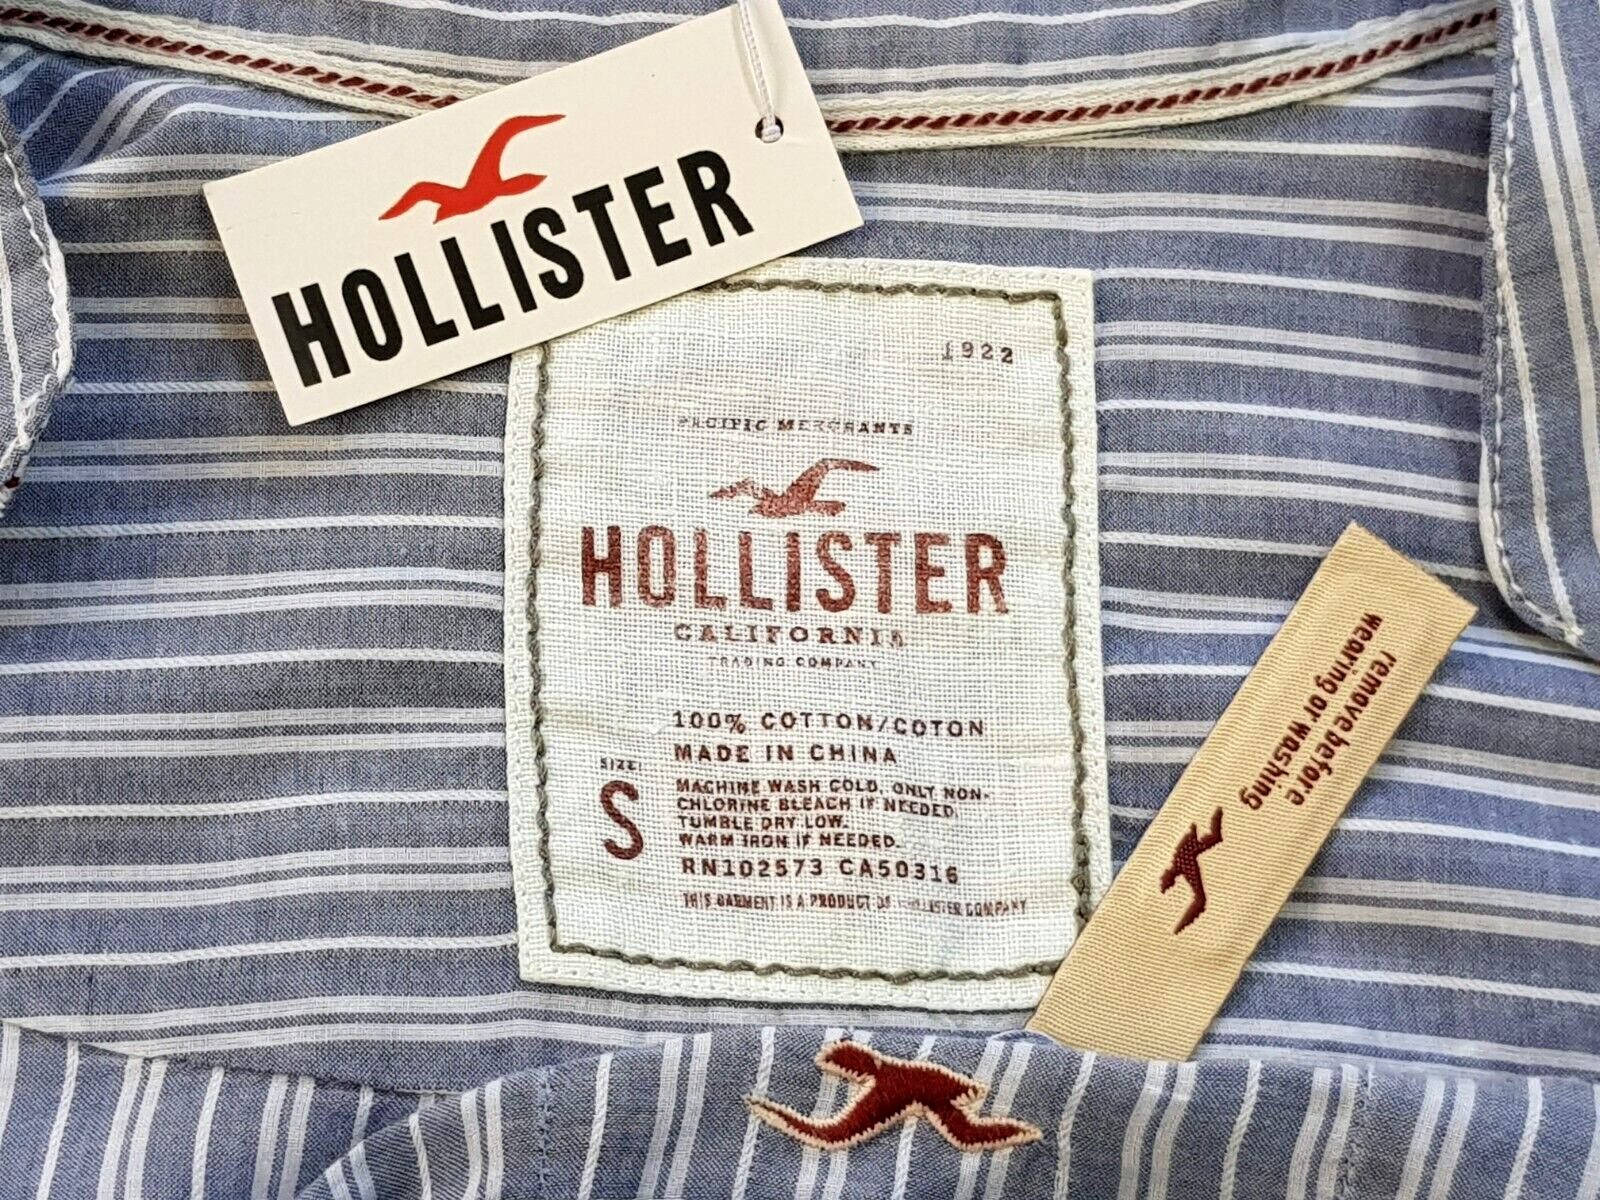 HOLLISTER
1922
PACIFIC MERCHANTS
HOLLISTER
CALIFORNIA
TRADING COMPANY
100% COTTON/COTON
MADE IN CHINA
SIZE:
S
MACHINE WASH COLD, ONLY NON-
CHLORINE BLEACH IF NEEDED.
TUMBLE DRY LOW.
WARM IRON IF NEEDED.
RN102573 CA50316
THIS GARMENT IS A PRODUCT OF HOLLISTER COMPANY
remove before
wearing or washing